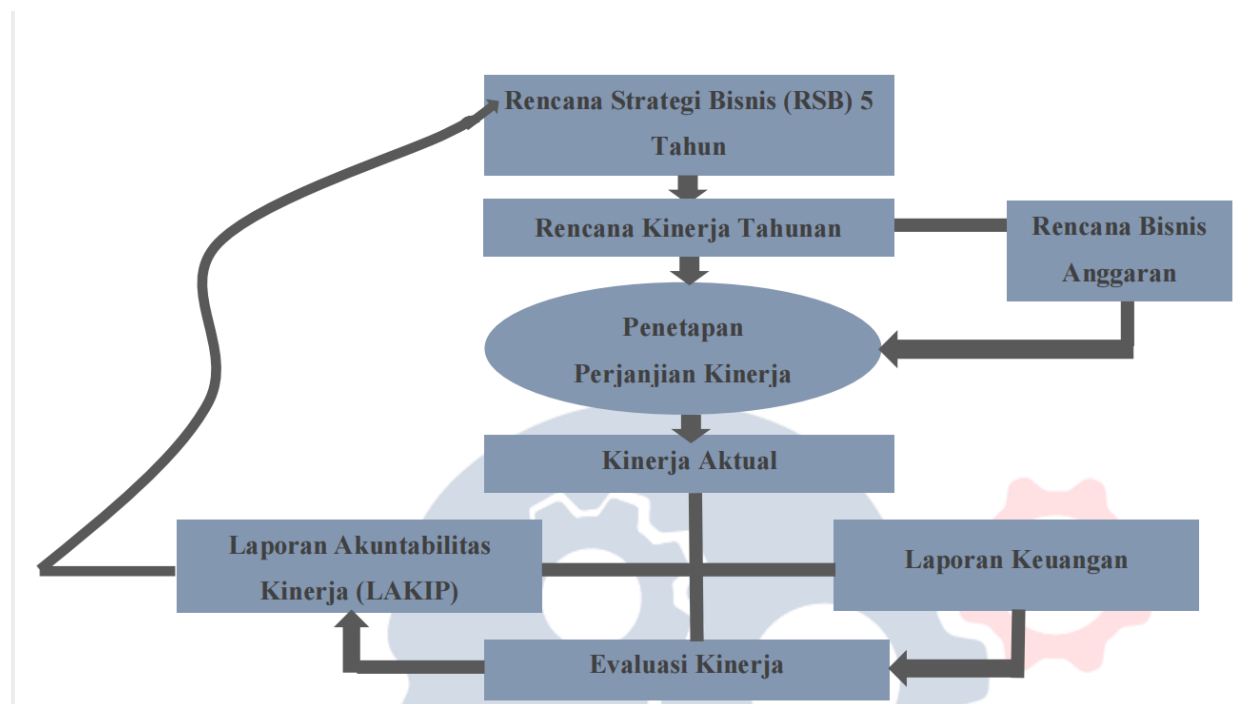 Rencana Strategi Bisnis (RSB) 5
Tahun
Rencana Kinerja Tahunan
Rencana Bisnis
Anggaran
Penetapan
Perjanjian Kinerja
Kinerja Aktual
Laporan Akuntabilitas
Kinerja (LAKIP)
Laporan Keuangan
Evaluasi Kinerja